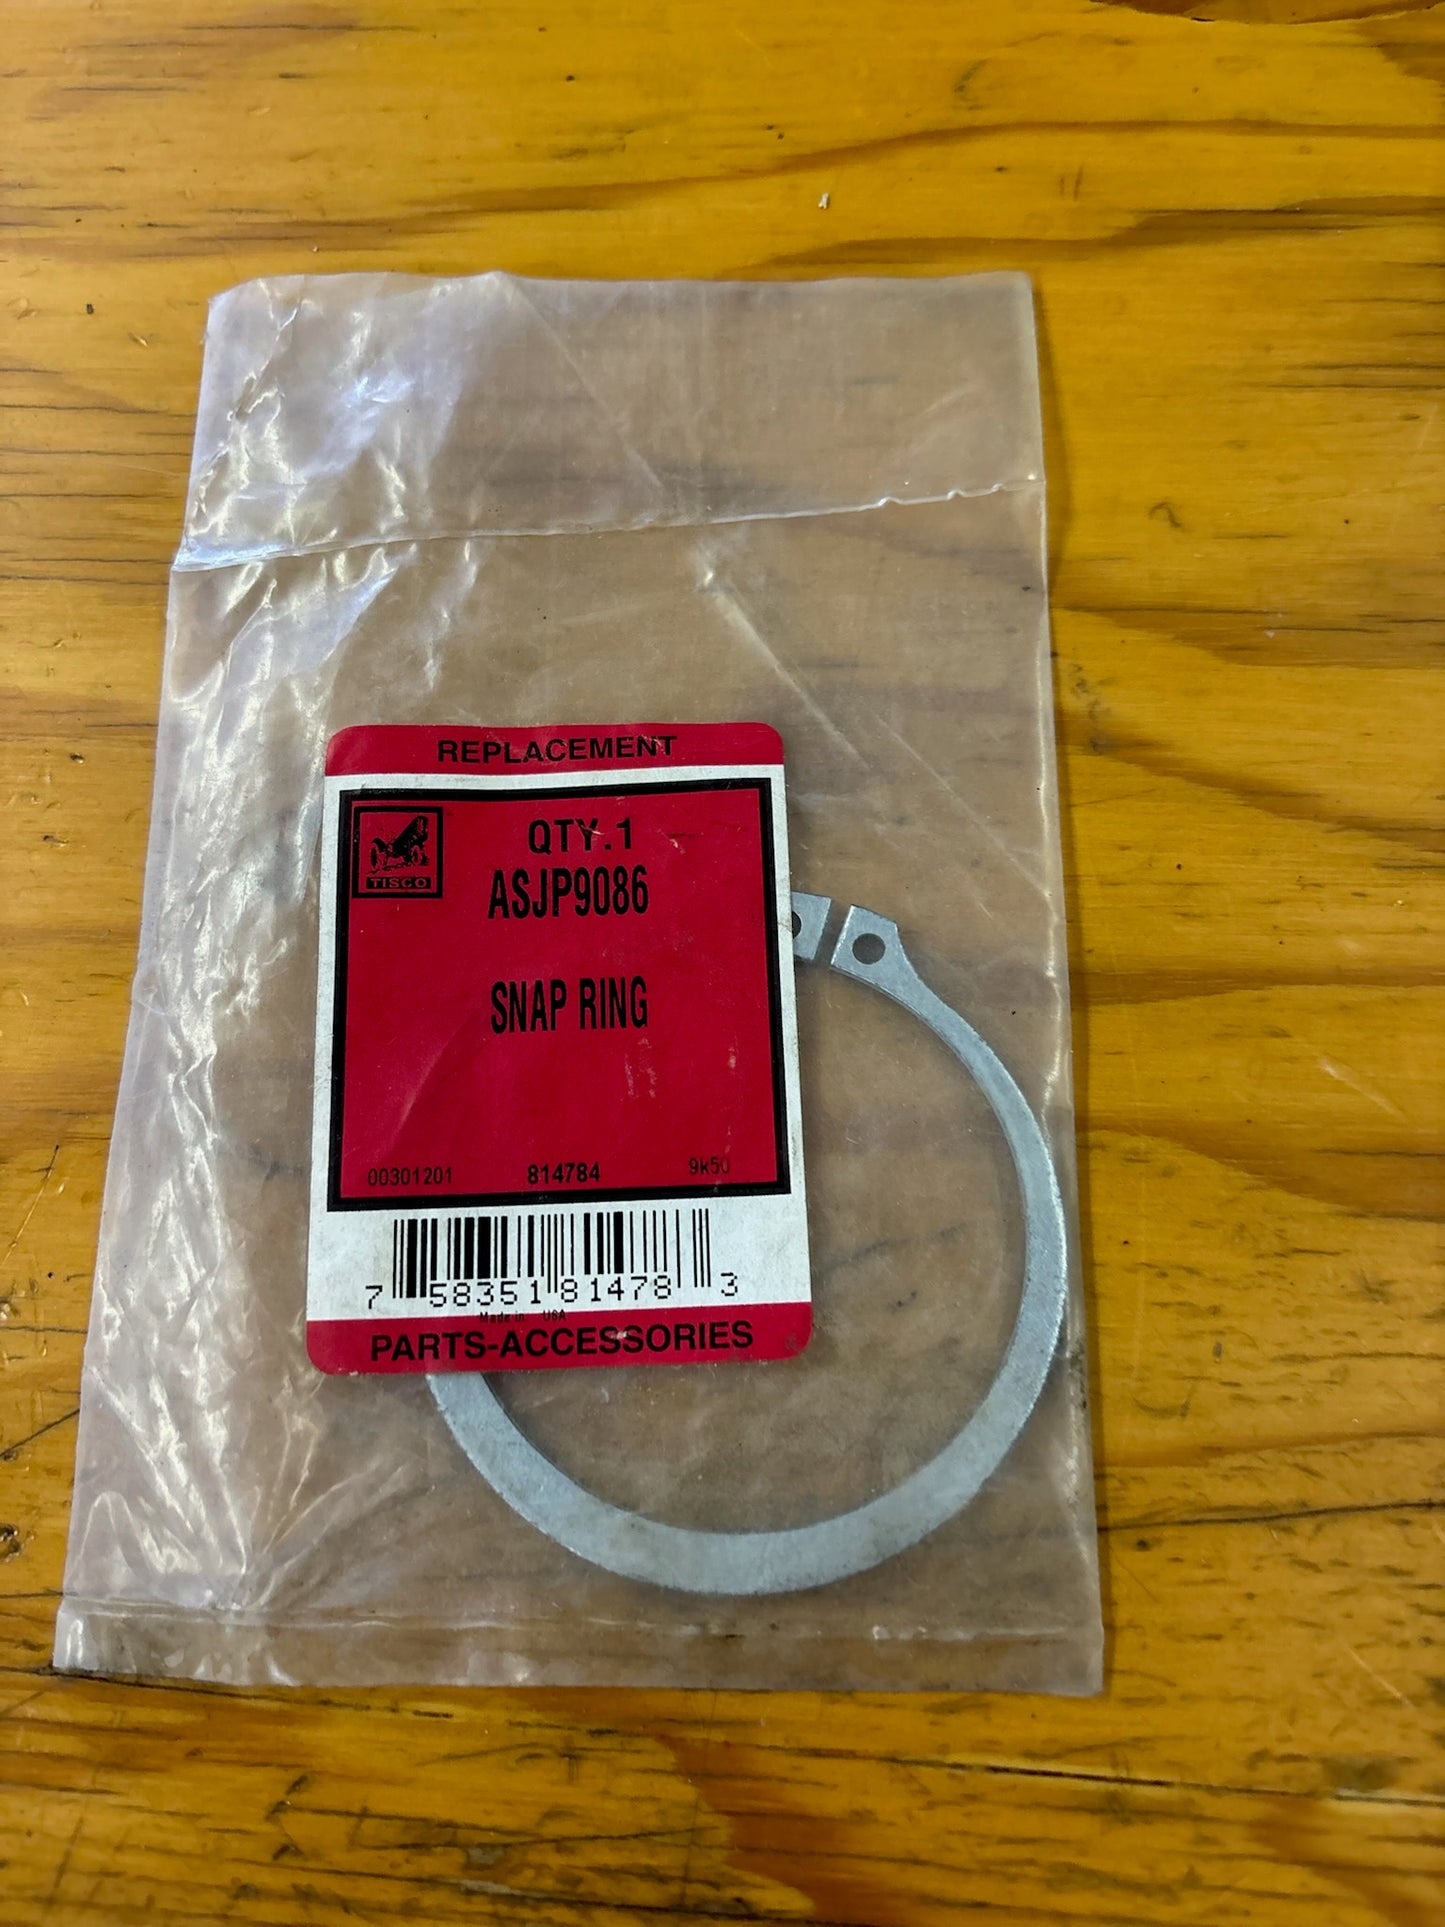 REPLACEMENT
TISCO
QTY.1
ASJP9086
SNAP RING
00301201 814784 9k50
7 58351 81478 3
Made in USA
PARTS-ACCESSORIES